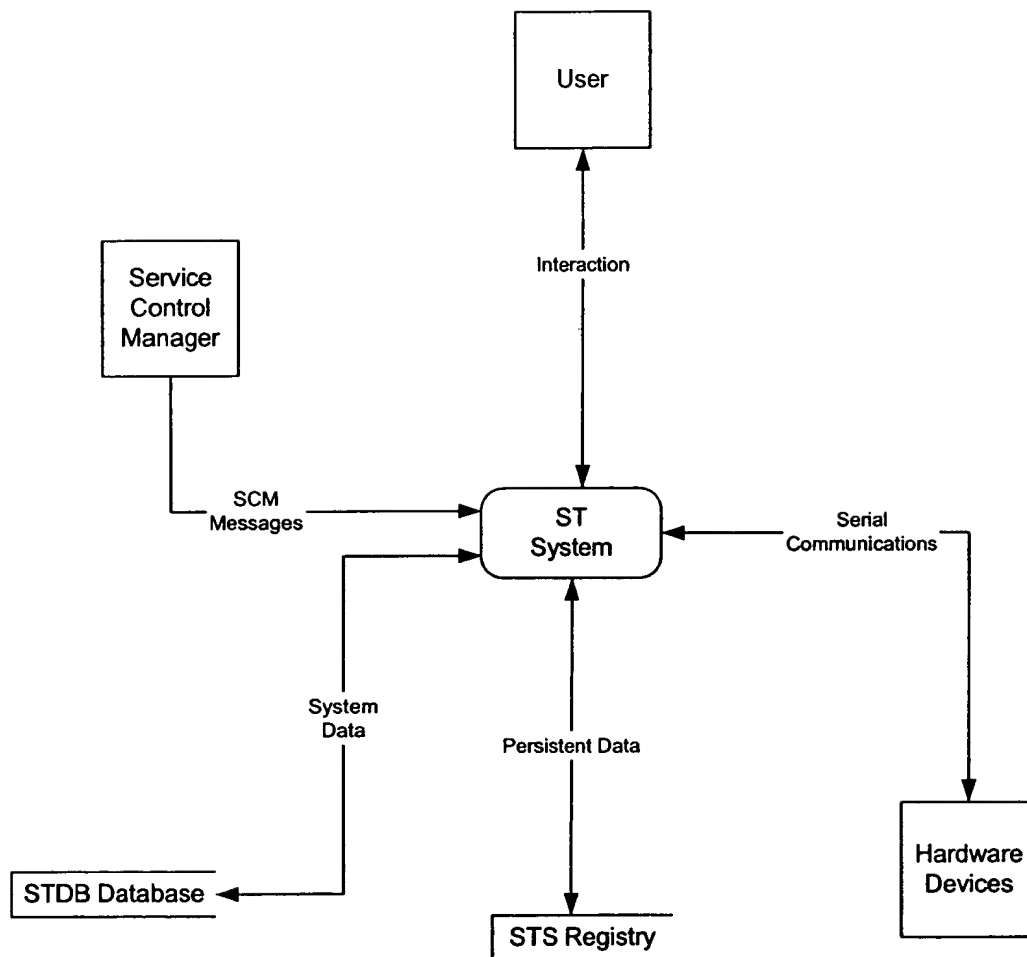 User
Interaction
Service
Control
Manager
SCM
Messages
ST
System
Serial
Communications
System
Data
Persistent Data
Hardware
Devices
STDB Database
STS Registry